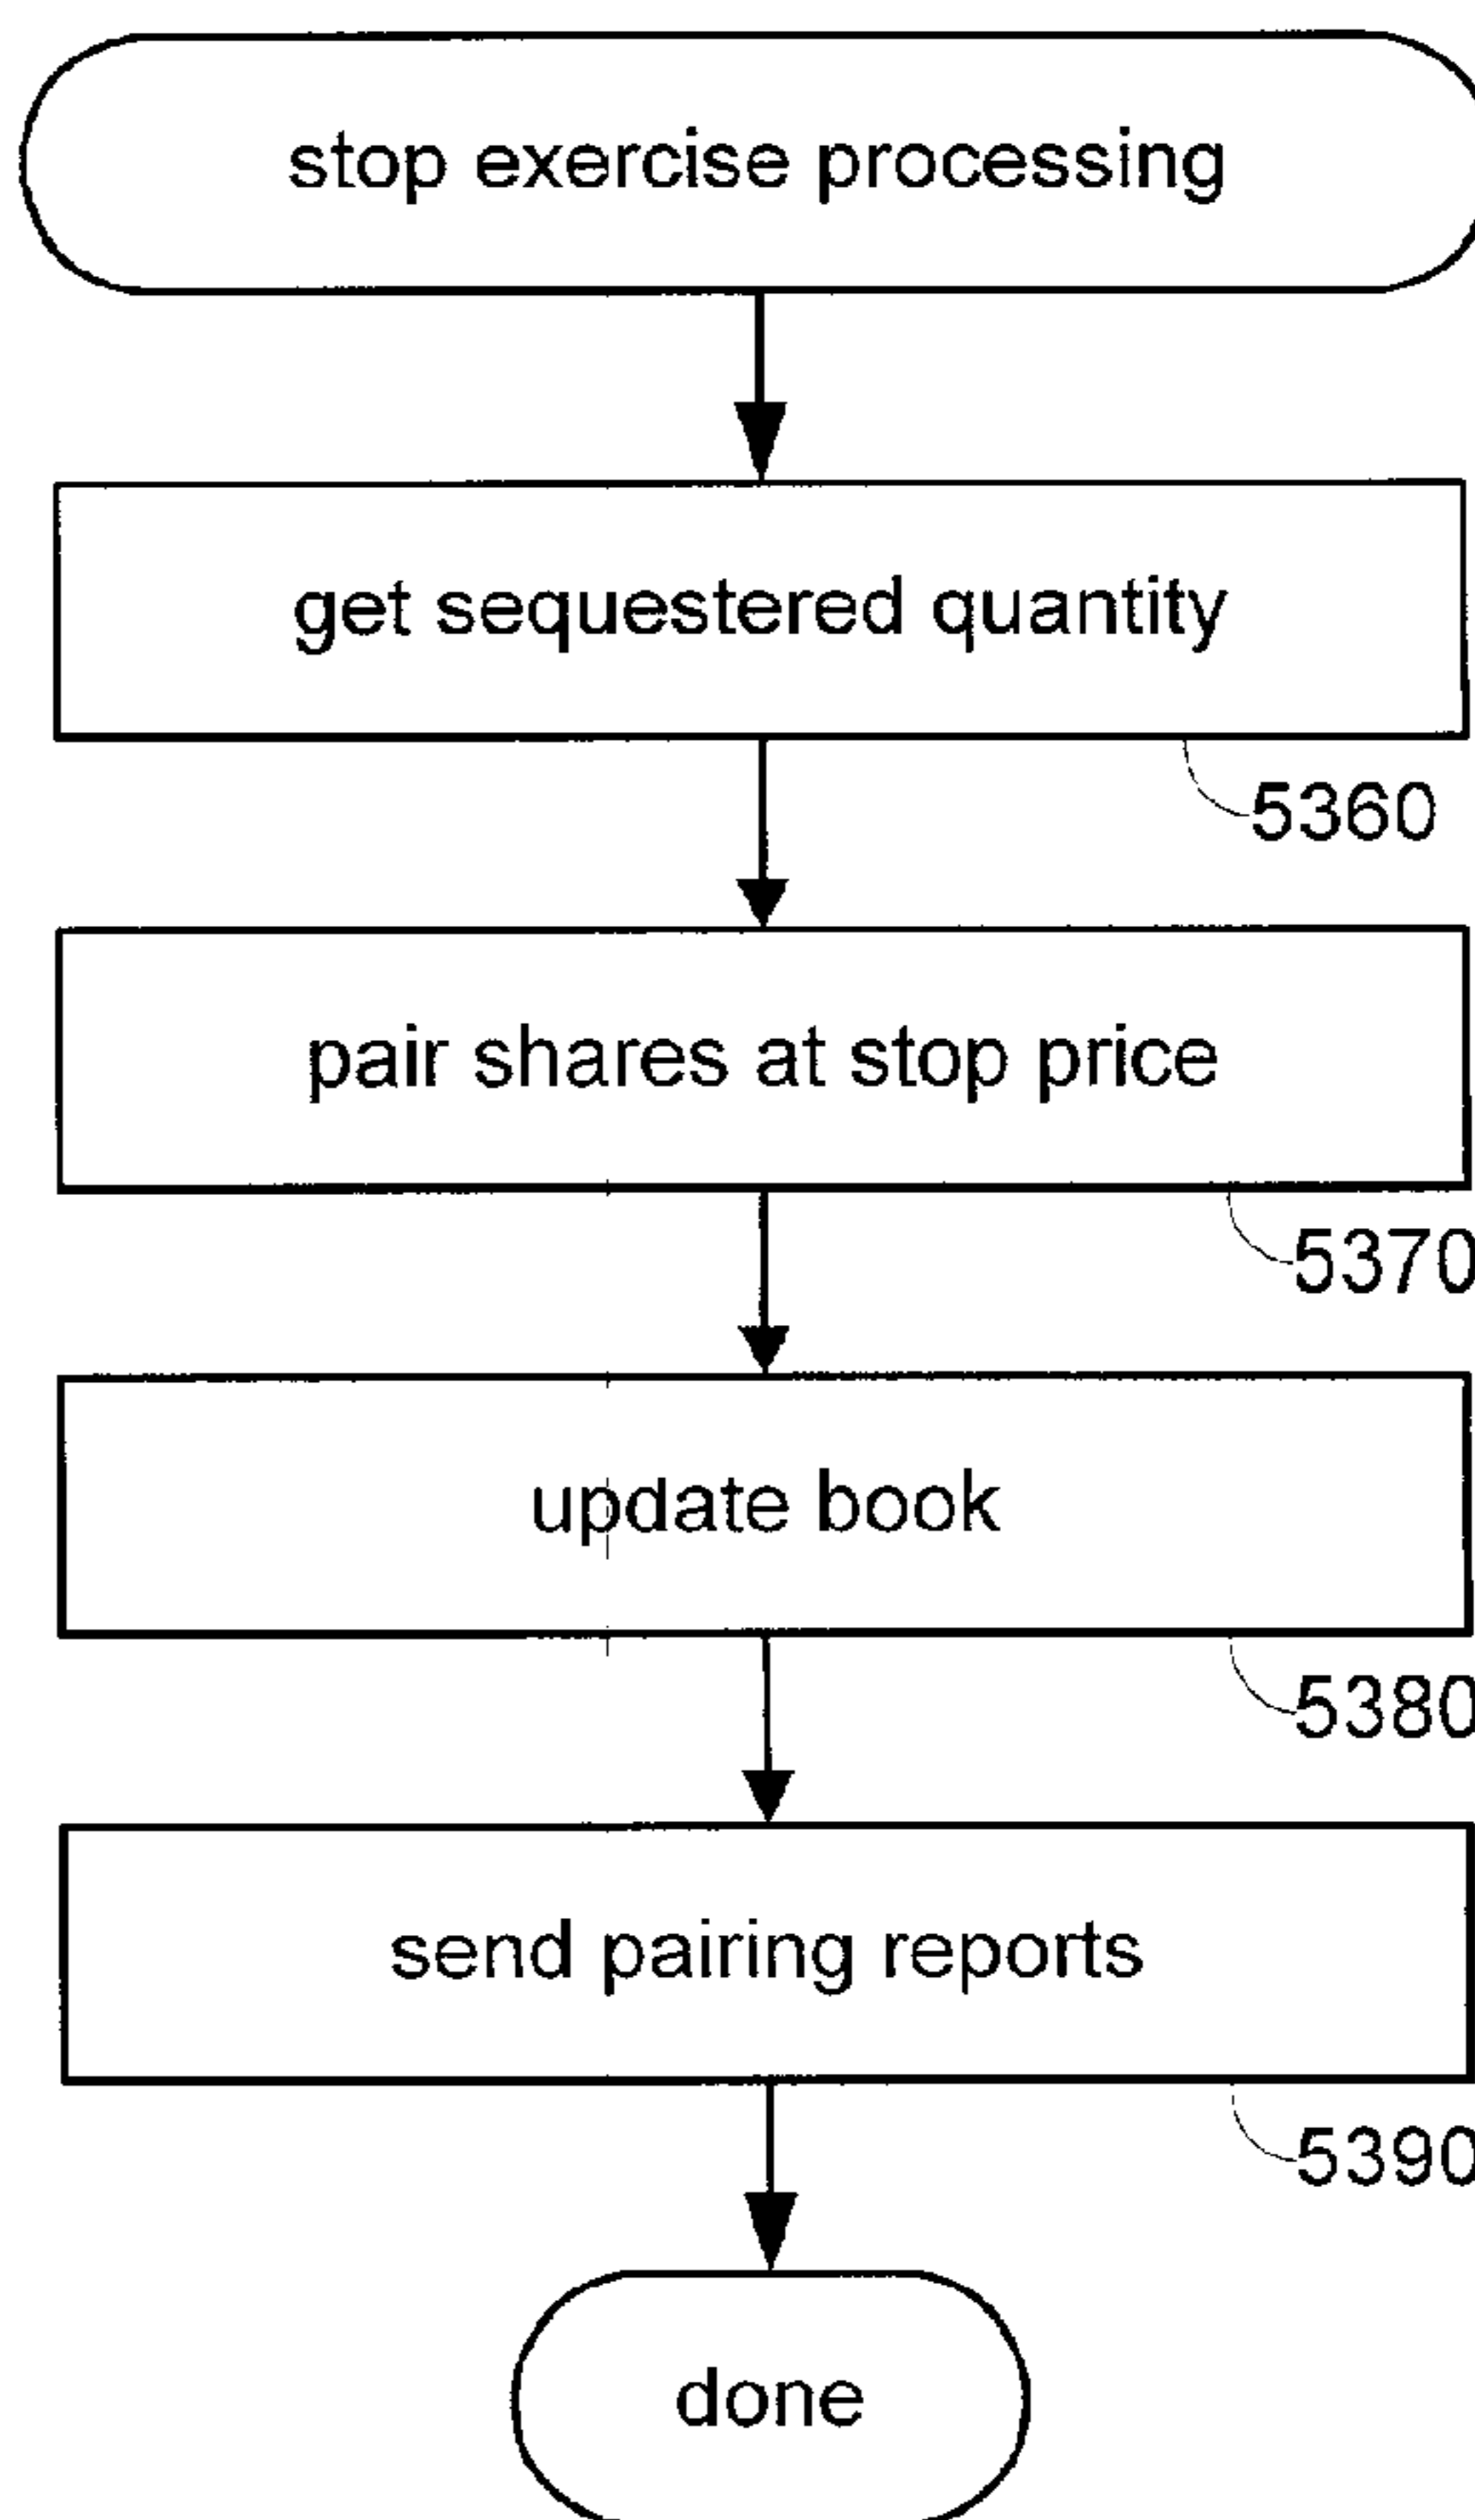 stop exercise processing
get sequestered quantity
5360
pair shares at stop price
5370
update book
5380
send pairing reports
5390
done